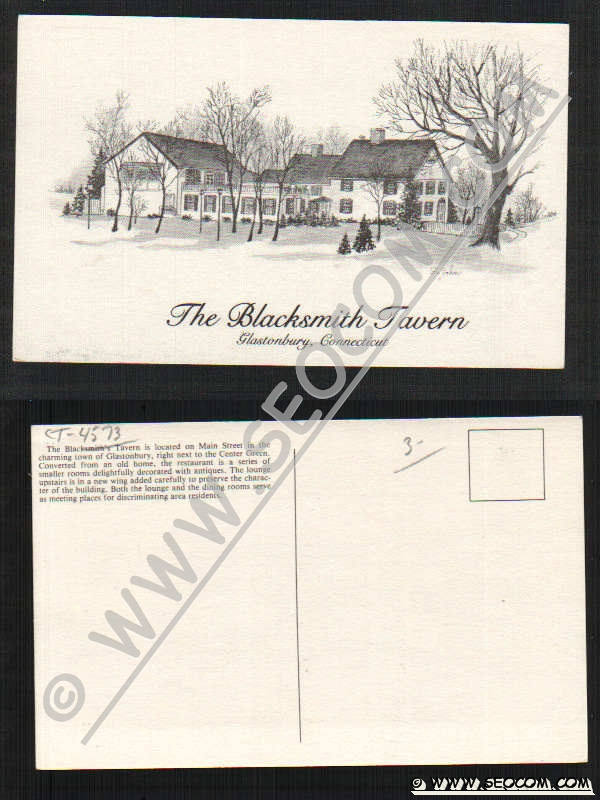 The Blacksmith Tavern
Glastonbury, Connecticut
CT-4573
3-
The Blacksmith's Tavern is located on Main Street in the
charming town of Glastonbury, right next to the Center Green.
Converted from an old home, the restaurant is a series of
smaller rooms delightfully decorated with antiques. The lounge
upstairs is in a new wing added carefully to preserve the charac-
ter of the building. Both the lounge and the dining rooms serve
as meeting places for discriminating area residents.
© WWW.SEOCOM.COM
© WWW.SEOCOM.COM